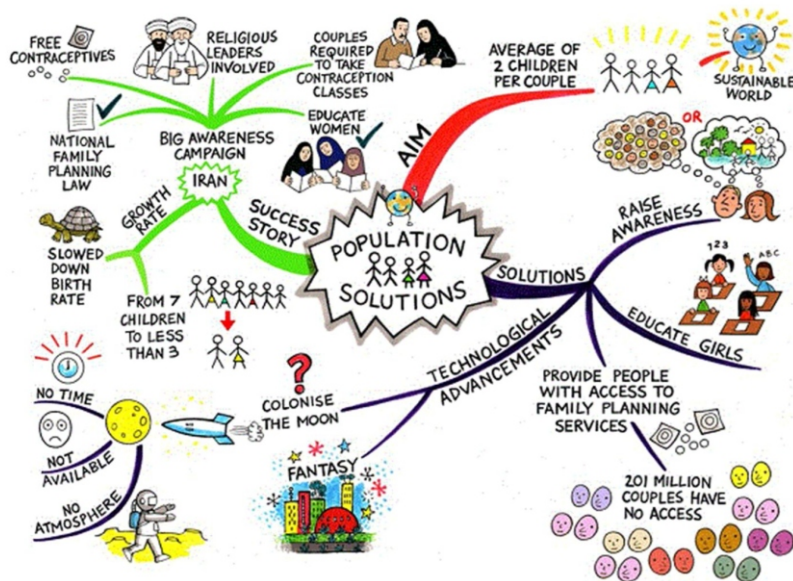 POPULATION
SOLUTIONS
AIM
AVERAGE OF
2 CHILDREN
PER COUPLE
SUSTAINABLE
WORLD
OR
SOLUTIONS
RAISE AWARENESS
EDUCATE GIRLS
123
ABC
PROVIDE PEOPLE
WITH ACCESS TO
FAMILY PLANNING
SERVICES
201 MILLION
COUPLES HAVE
NO ACCESS
TECHNOLOGICAL
ADVANCEMENTS
FANTASY
?
COLONISE
THE MOON
NO TIME
NOT
AVAILABLE
NO
ATMOSPHERE
SUCCESS
STORY
IRAN
GROWTH
RATE
SLOWED
DOWN
BIRTH
RATE
FROM 7
CHILDREN
TO LESS
THAN 3
BIG AWARENESS
CAMPAIGN
NATIONAL
FAMILY
PLANNING
LAW
FREE
CONTRACEPTIVES
RELIGIOUS
LEADERS
INVOLVED
COUPLES
REQUIRED
TO TAKE
CONTRACEPTION
CLASSES
EDUCATE
WOMEN